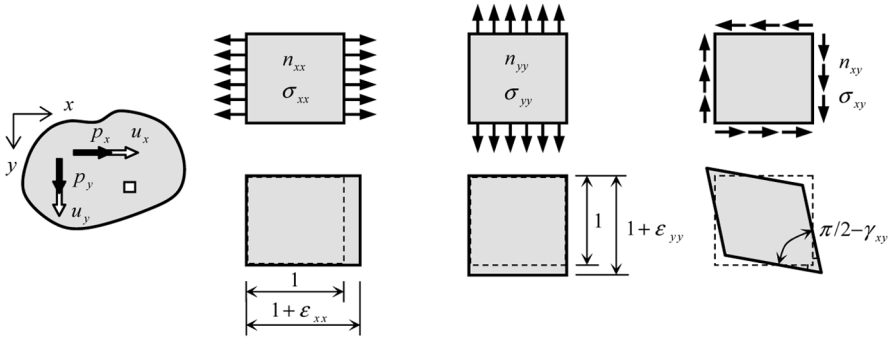 x
y
p_x
u_x
p_y
u_y
n_xx
σ_xx
n_yy
σ_yy
n_xy
σ_xy
1
1+ε_xx
1
1+ε_yy
π/2−γ_xy